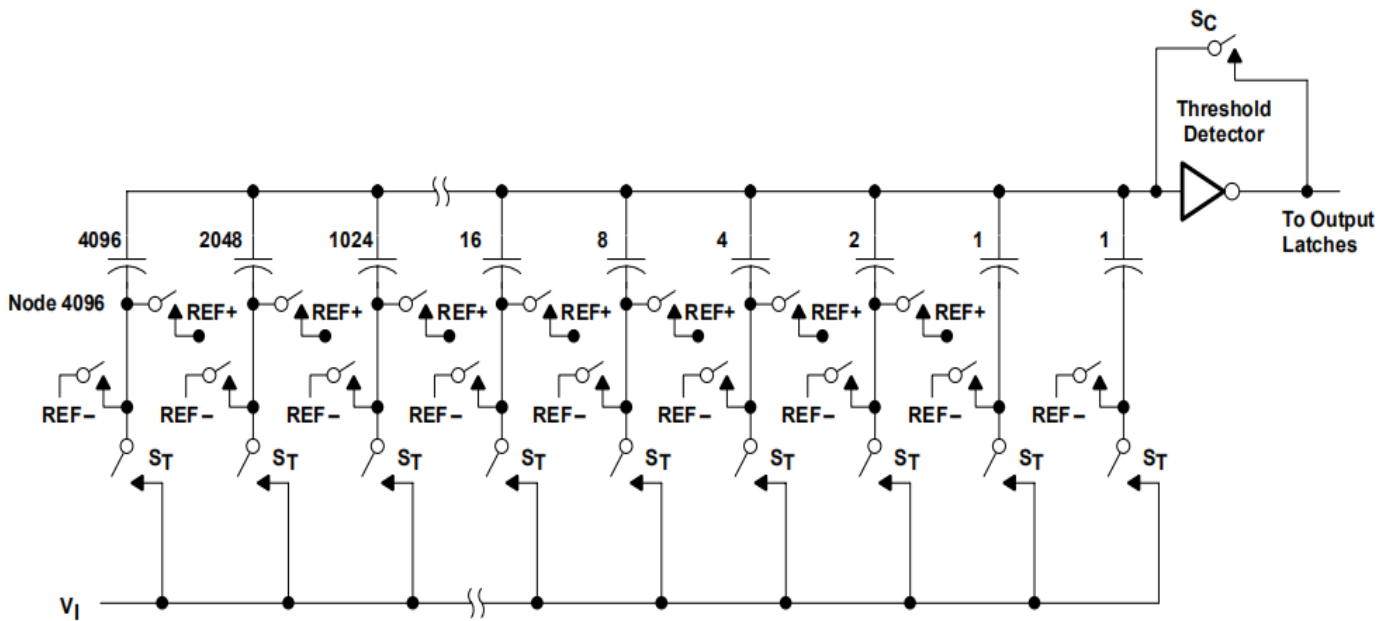 SC
Threshold
Detector
To Output
Latches
4096
2048
1024
16
8
4
2
1
1
Node 4096
REF+
REF+
REF+
REF+
REF+
REF+
REF+
REF–
REF–
REF–
REF–
REF–
REF–
REF–
REF–
REF–
ST
ST
ST
ST
ST
ST
ST
ST
ST
VI